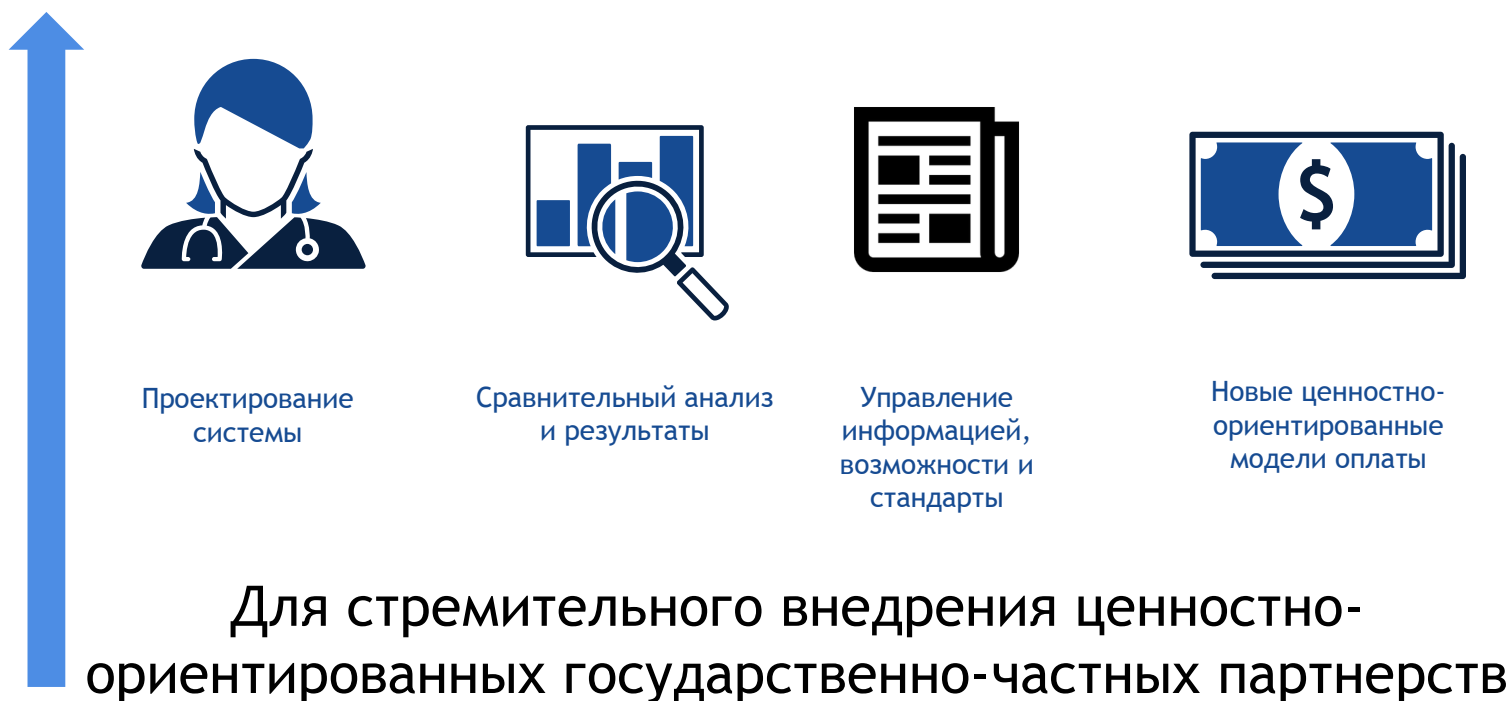 Проектирование
системы
Сравнительный анализ
и результаты
Управление
информацией,
возможности и
стандарты
Новые ценностно-
ориентированные
модели оплаты
$
Для стремительного внедрения ценностно-
ориентированных государственно-частных партнерств